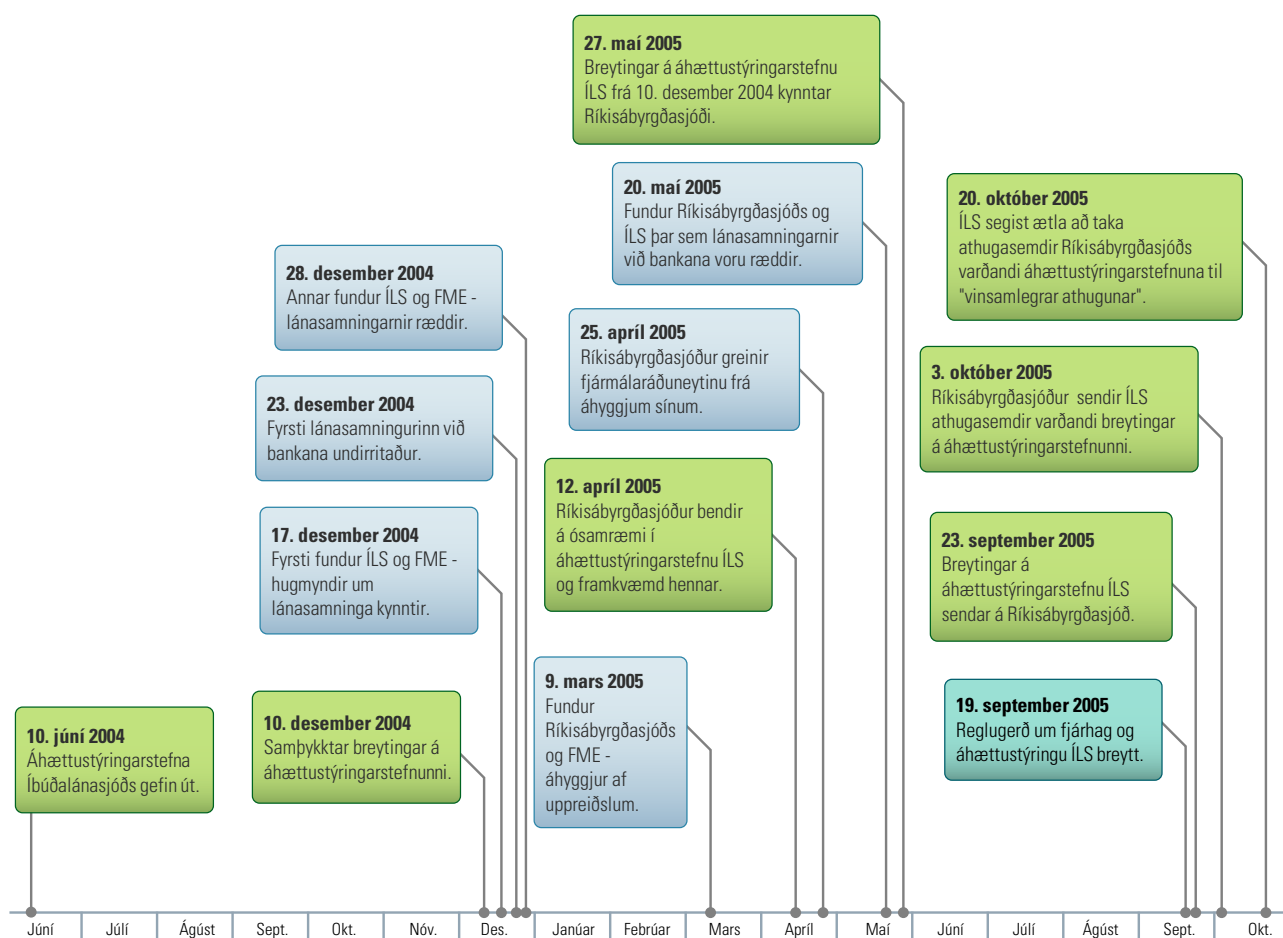 27. maí 2005
Breytingar á áhættustýringarstefnu
ÍLS frá 10. desember 2004 kynntar
Ríkisábyrgðasjóði.
20. maí 2005
Fundur Ríkisábyrgðasjóðs og
ÍLS þar sem lánasamningarnir
við bankana voru ræddir.
20. október 2005
ÍLS segist ætla að taka
athugasemdir Ríkisábyrgðasjóðs
varðandi áhættustýringarstefnuna til
"vinsamlegrar athugunar".
28. desember 2004
Annar fundur ÍLS og FME -
lánasamningarnir ræddir.
25. apríl 2005
Ríkisábyrgðasjóður greinir
fjármálaráðuneytinu frá
áhyggjum sínum.
3. október 2005
Ríkisábyrgðasjóður sendir ÍLS
athugasemdir varðandi breytingar
á áhættustýringarstefnunni.
23. desember 2004
Fyrsti lánasamningurinn við
bankana undirritaður.
12. apríl 2005
Ríkisábyrgðasjóður bendir
á ósamræmi í
áhættustýringarstefnu ÍLS
og framkvæmd hennar.
17. desember 2004
Fyrsti fundur ÍLS og FME -
hugmyndir um
lánasamninga kynntir.
23. september 2005
Breytingar á
áhættustýringarstefnu ÍLS
sendar á Ríkisábyrgðasjóð.
9. mars 2005
Fundur
Ríkisábyrgðasjóðs
og FME -
áhyggjur af
uppreiðslum.
19. september 2005
Reglugerð um fjárhag og
áhættustýringu ÍLS breytt.
10. júní 2004
Áhættustýringarstefna
Íbúðalánasjóðs gefin út.
10. desember 2004
Samþykktar breytingar á
áhættustýringarstefnunni.
Júní Júlí Ágúst Sept. Okt. Nóv. Des. Janúar Febrúar Mars Apríl Maí Júní Júlí Ágúst Sept. Okt.